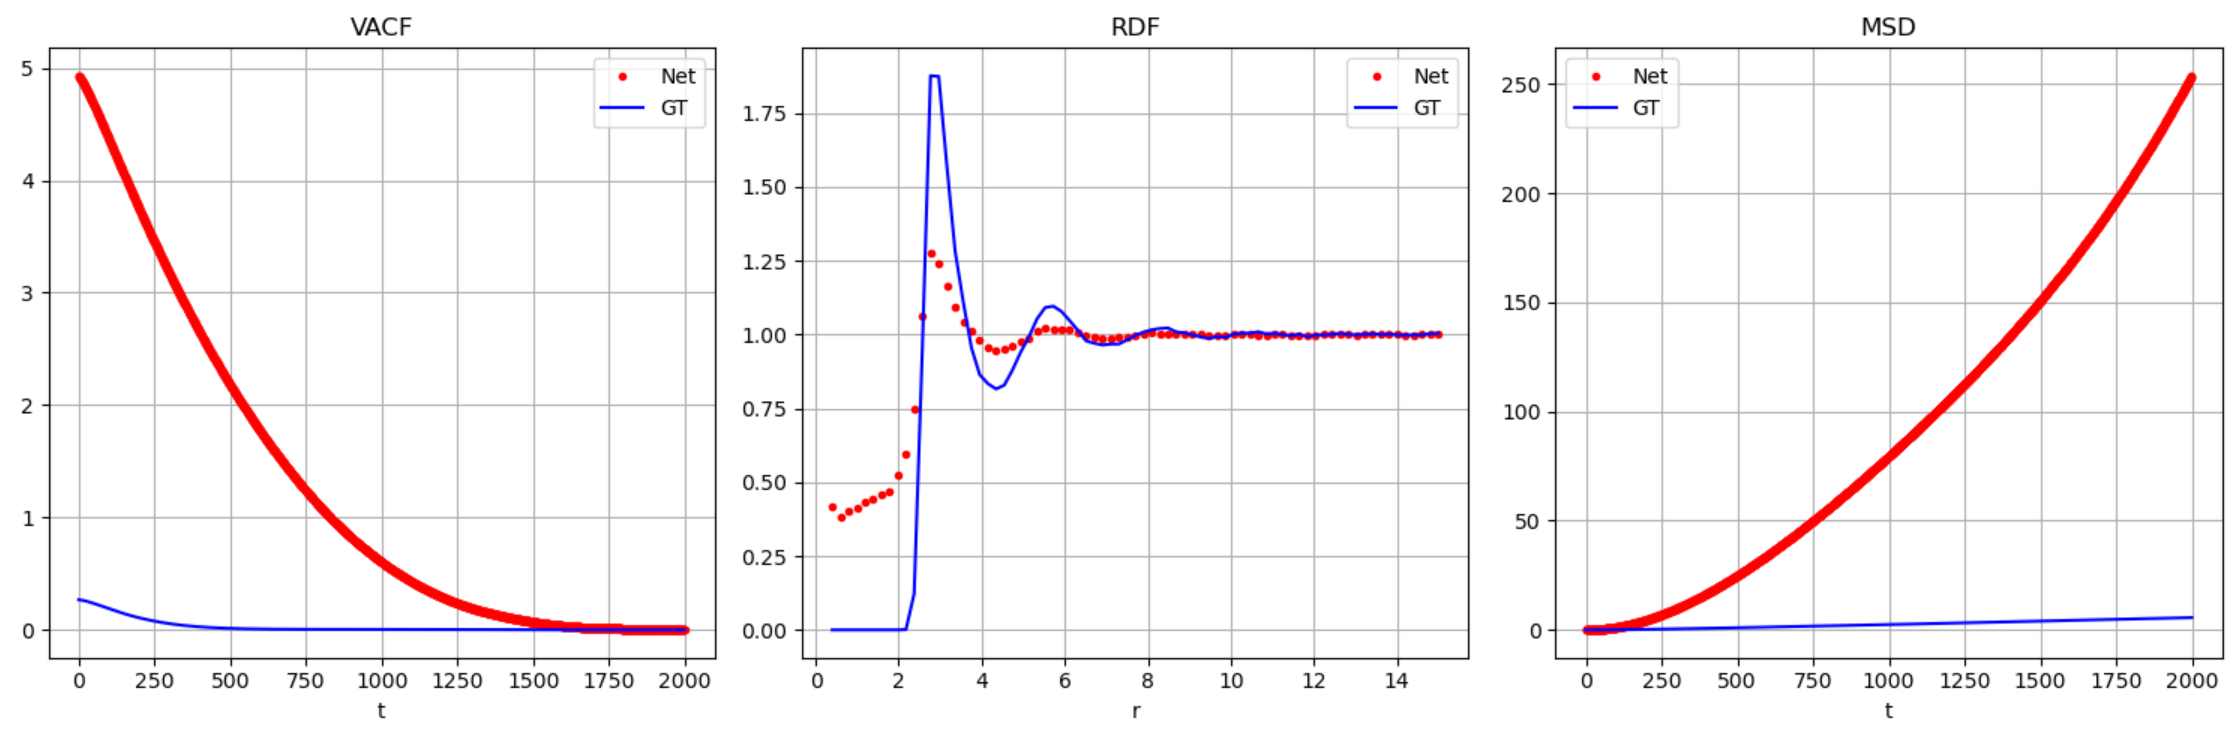 VACF
5
4
3
2
1
0
0 250 500 750 1000 1250 1500 1750 2000
t
Net
GT
RDF
1.75
1.50
1.25
1.00
0.75
0.50
0.25
0.00
0 2 4 6 8 10 12 14
r
Net
GT
MSD
250
200
150
100
50
0
0 250 500 750 1000 1250 1500 1750 2000
t
Net
GT